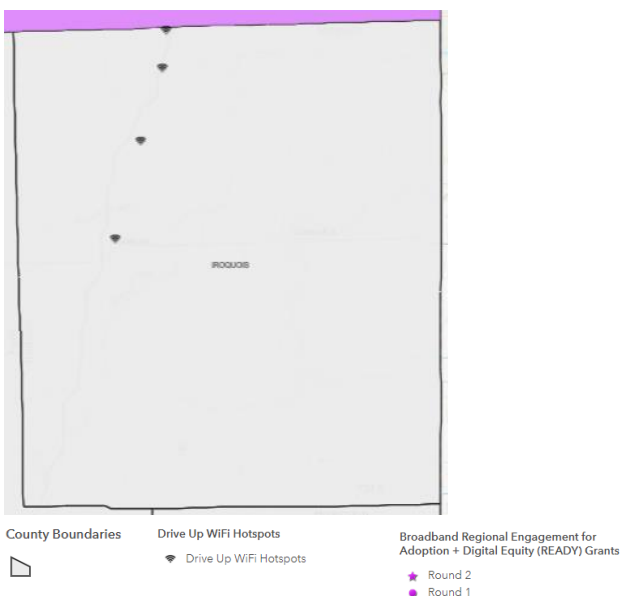 IROQUOIS
County Boundaries
Drive Up WiFi Hotspots
Drive Up WiFi Hotspots
Broadband Regional Engagement for
Adoption + Digital Equity (READY) Grants
Round 2
Round 1